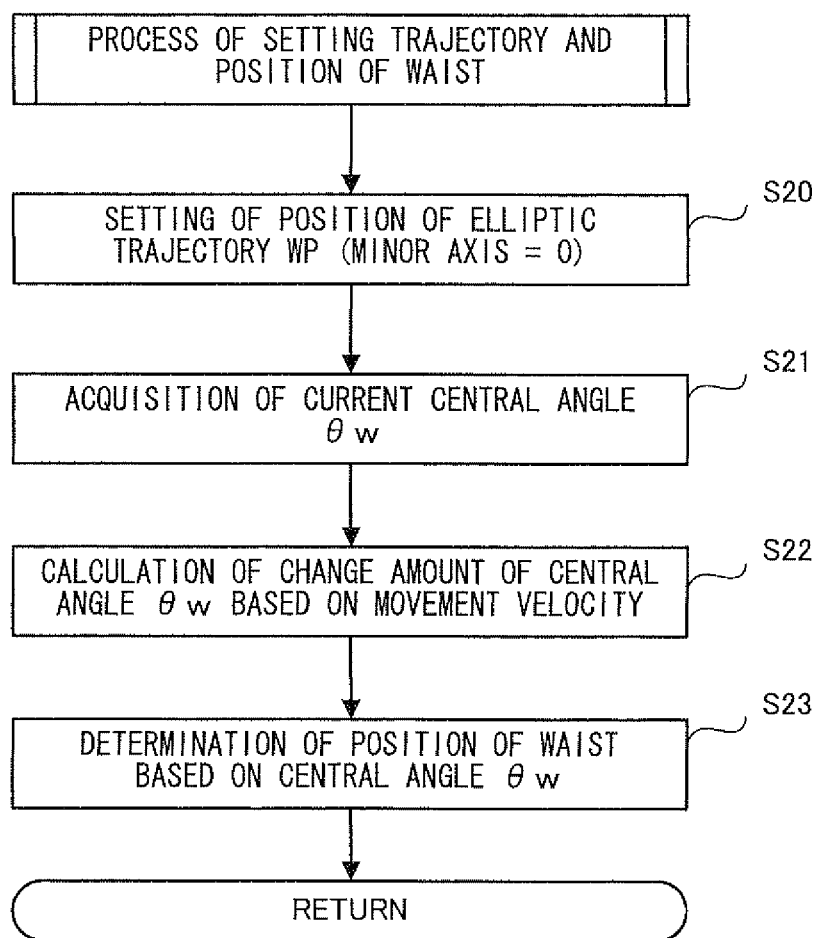 PROCESS OF SETTING TRAJECTORY AND
POSITION OF WAIST
S20
SETTING OF POSITION OF ELLIPTIC
TRAJECTORY WP (MINOR AXIS = 0)
S21
ACQUISITION OF CURRENT CENTRAL ANGLE
θ w
S22
CALCULATION OF CHANGE AMOUNT OF CENTRAL
ANGLE θ w BASED ON MOVEMENT VELOCITY
S23
DETERMINATION OF POSITION OF WAIST
BASED ON CENTRAL ANGLE θ w
RETURN